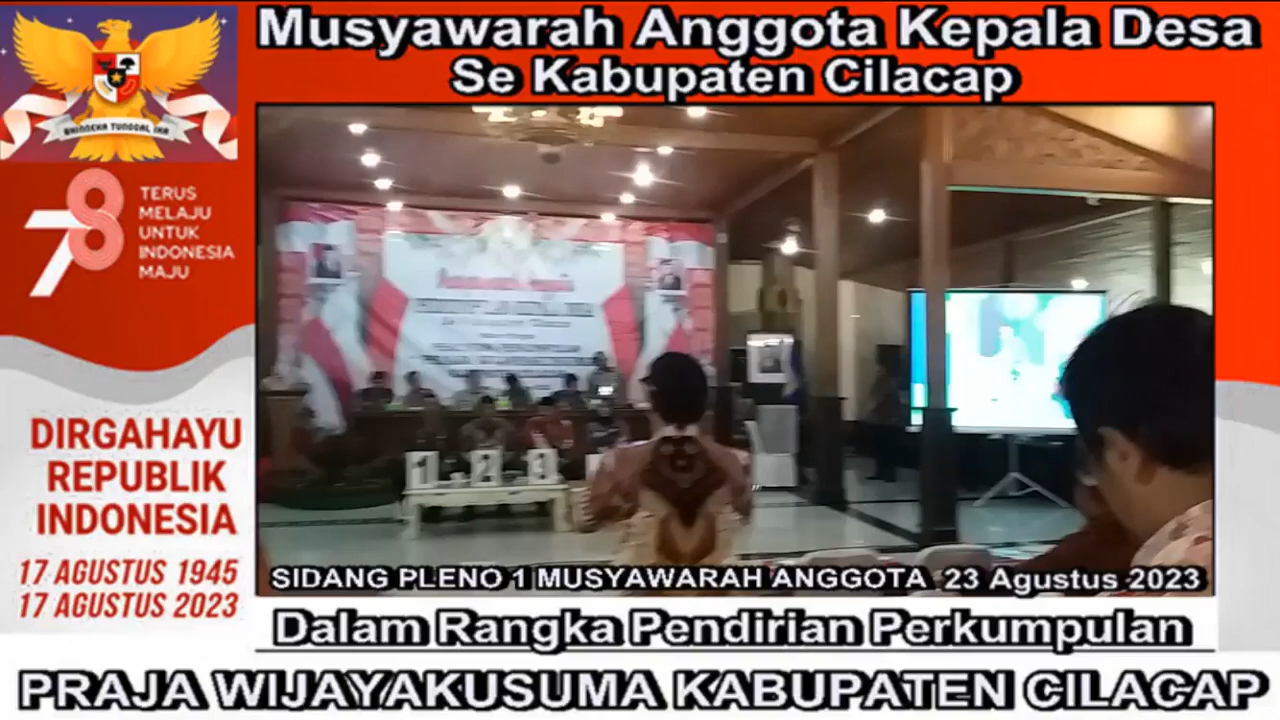 Musyawarah Anggota Kepala Desa
Se Kabupaten Cilacap
BHINNEKA TUNGGAL IKA
78
TERUS
MELAJU
UNTUK
INDONESIA
MAJU
DIRGAHAYU
REPUBLIK
INDONESIA
17 AGUSTUS 1945
17 AGUSTUS 2023
1 2 3
SIDANG PLENO 1 MUSYAWARAH ANGGOTA 23 Agustus 2023
Dalam Rangka Pendirian Perkumpulan
PRAJA WIJAYAKUSUMA KABUPATEN CILACAP